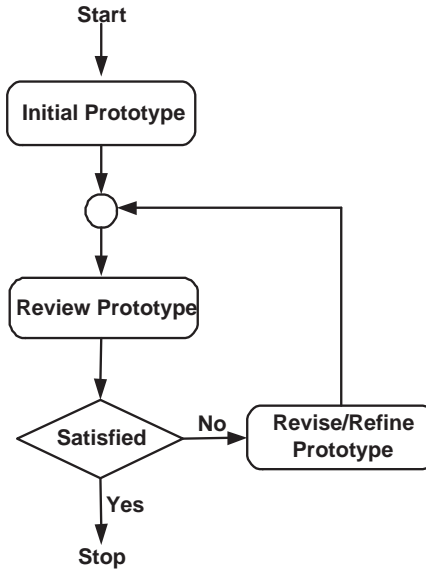 Start
Initial Prototype
Review Prototype
Satisfied
No
Revise/Refine
Prototype
Yes
Stop